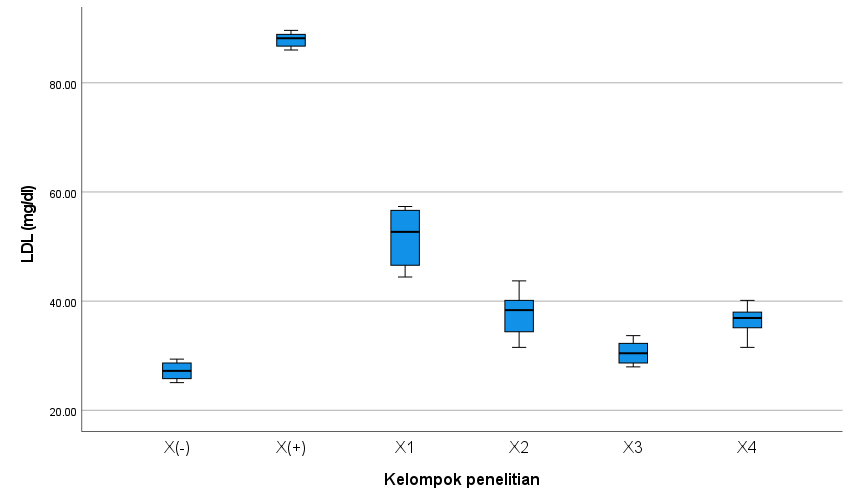 LDL (mg/dl)
80.00
60.00
40.00
20.00
X(-)
X(+)
X1
X2
X3
X4
Kelompok penelitian